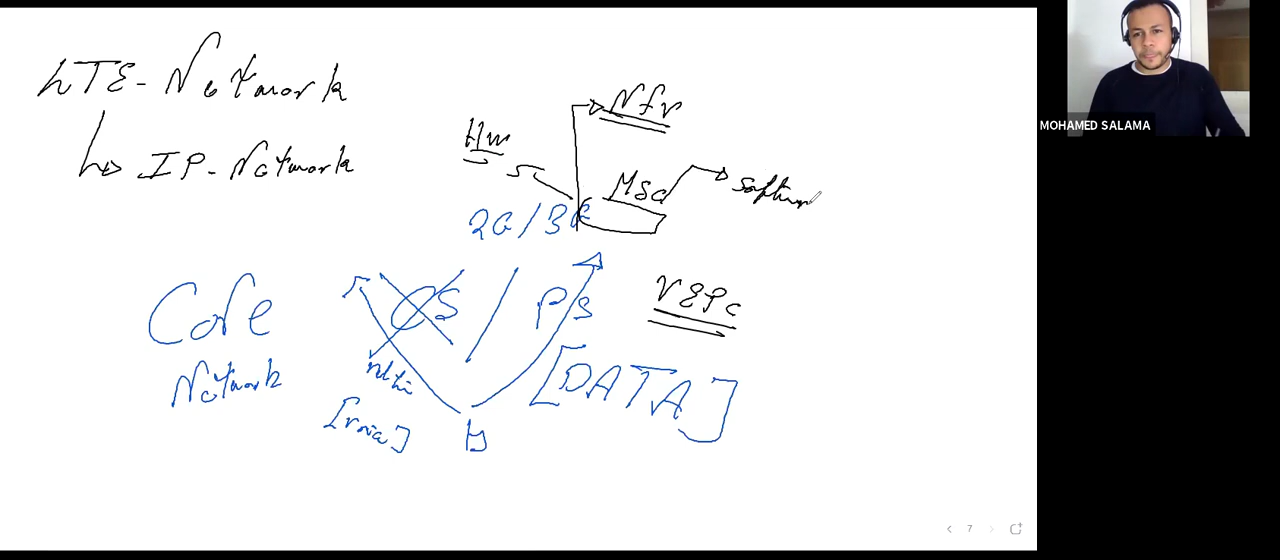 LTE-Network
IP-Network
Nfv
Hw
MSC
Software
2G/3G
Core
Network
CS / PS
VEPC
[DATA]
MOHAMED SALAMA
7